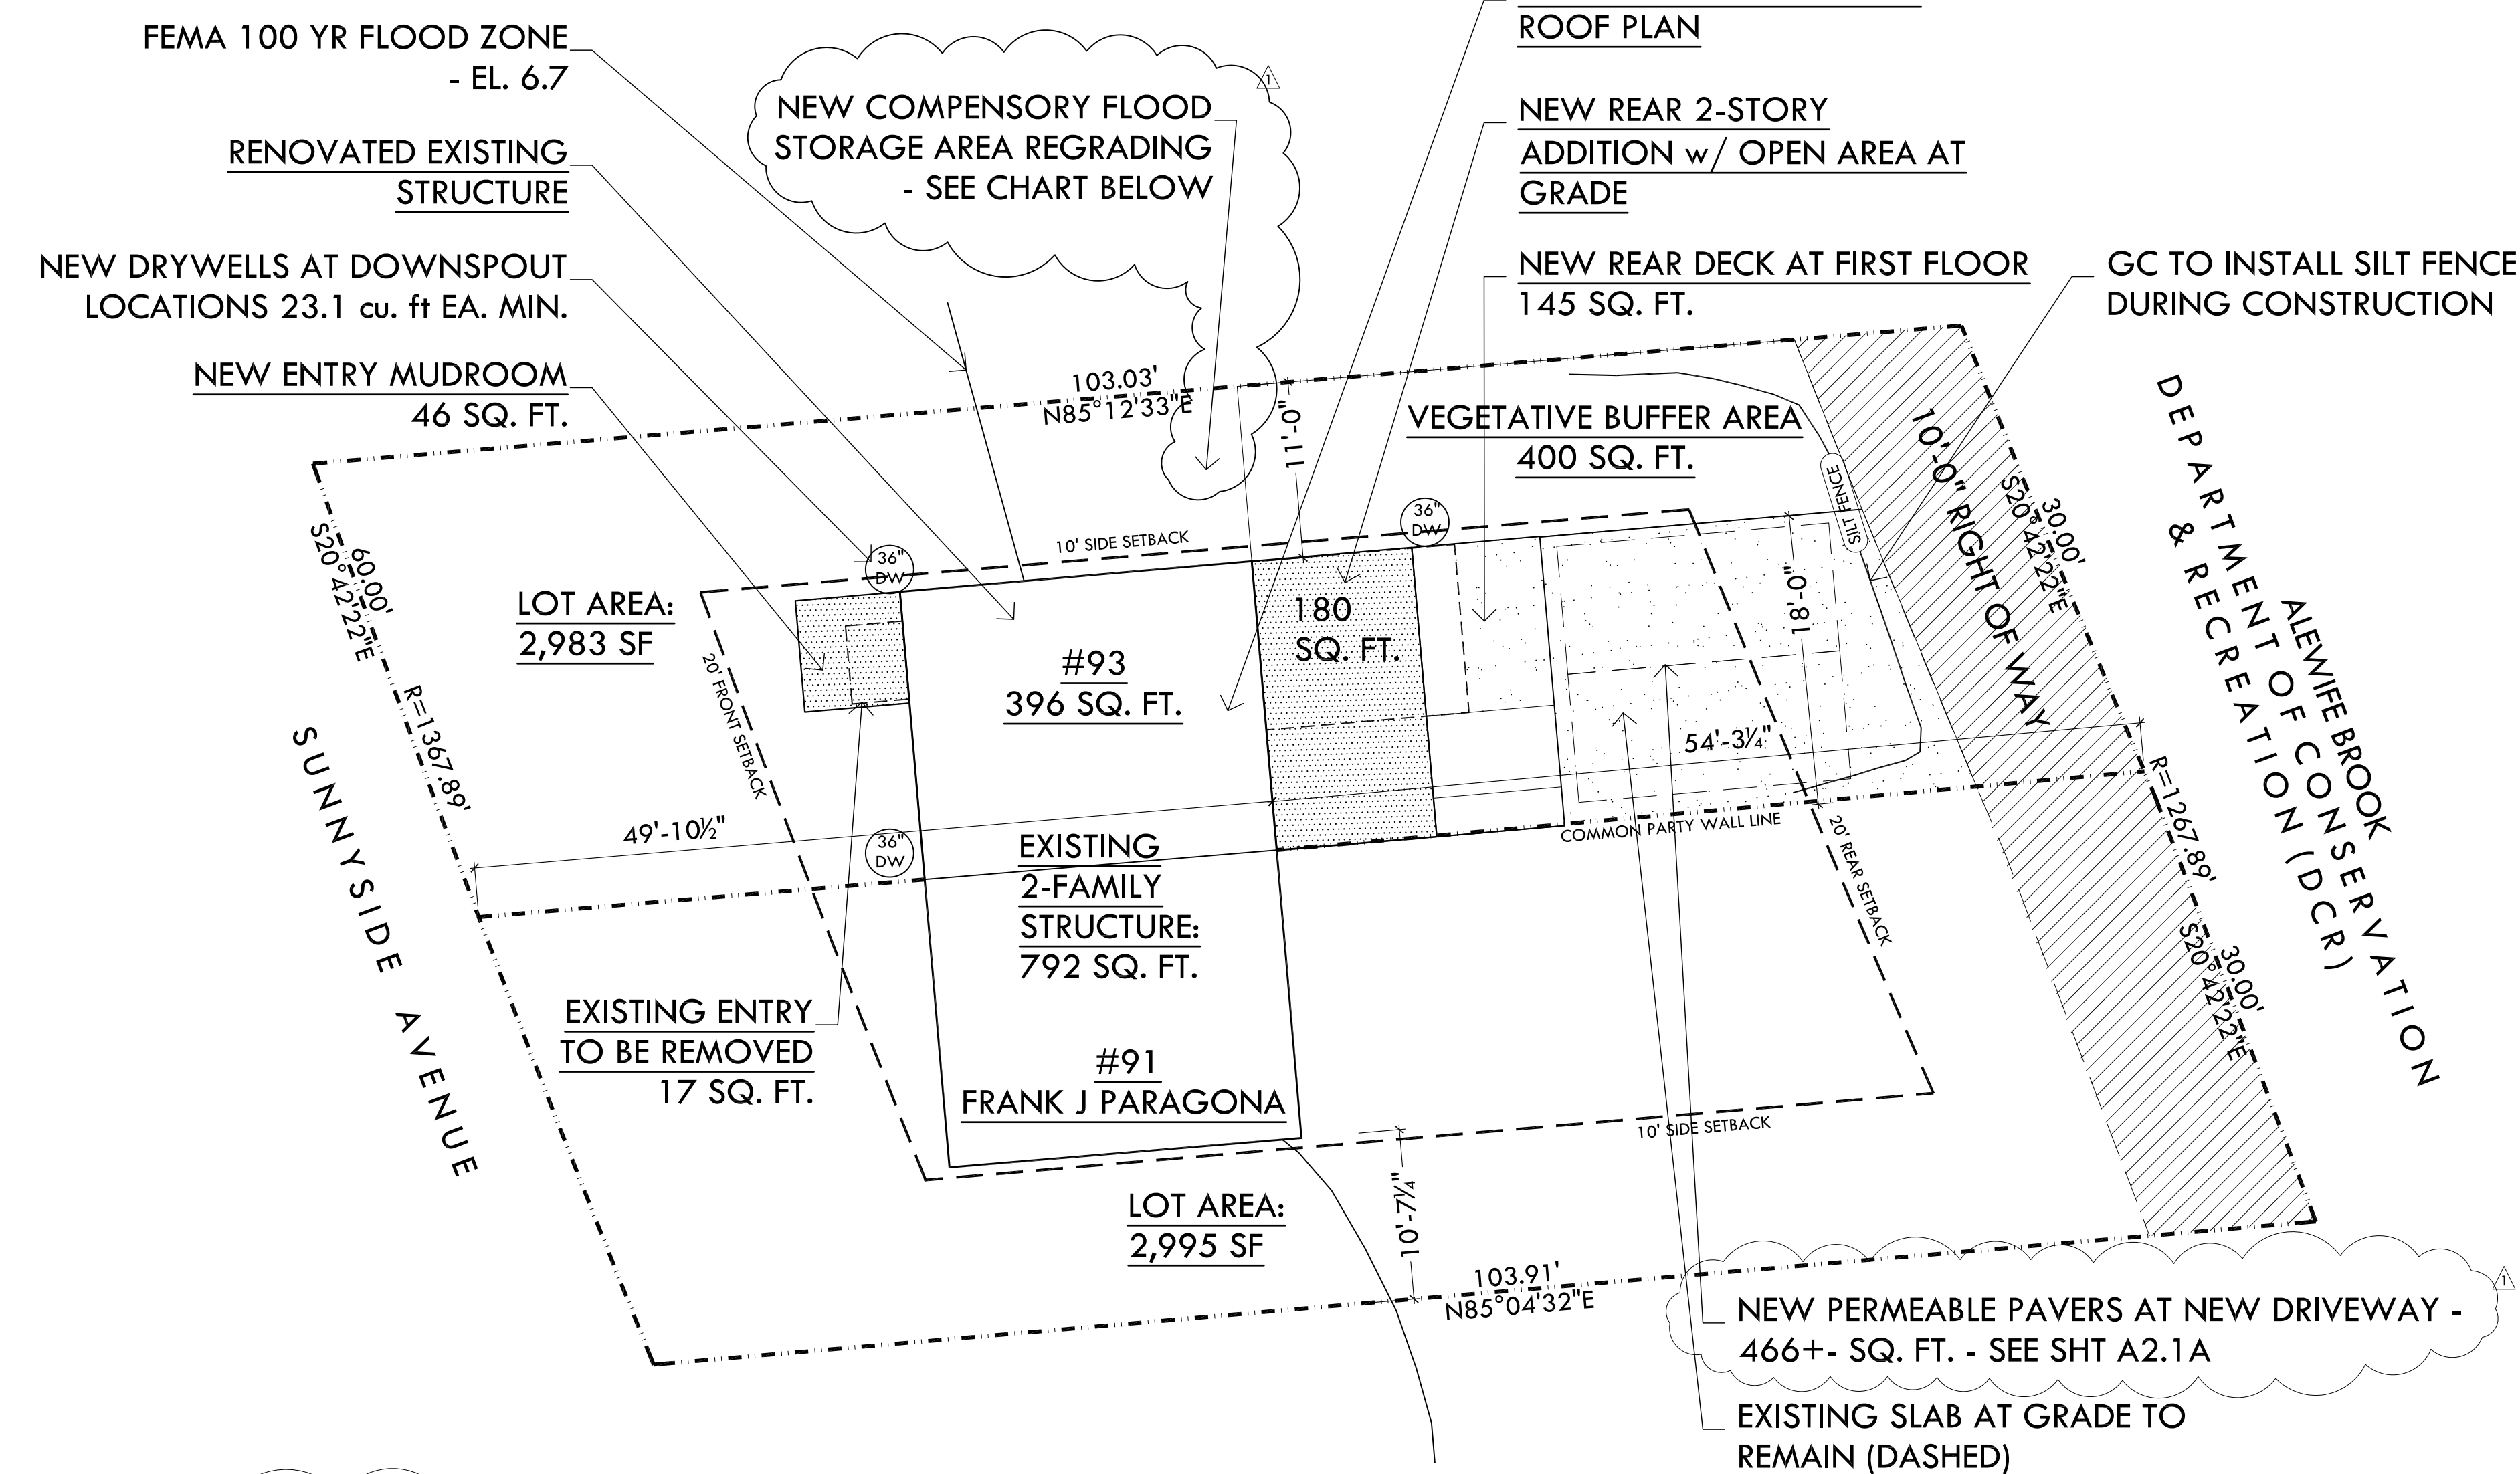 FEMA 100 YR FLOOD ZONE
- EL. 6.7
RENOVATED EXISTING
STRUCTURE
NEW DRYWELLS AT DOWNSPOUT
LOCATIONS 23.1 cu. ft EA. MIN.
NEW ENTRY MUDROOM
46 SQ. FT.
NEW COMPENSORY FLOOD
STORAGE AREA REGRADING
- SEE CHART BELOW
1
ROOF PLAN
NEW REAR 2-STORY
ADDITION w/ OPEN AREA AT
GRADE
NEW REAR DECK AT FIRST FLOOR
145 SQ. FT.
GC TO INSTALL SILT FENCE
DURING CONSTRUCTION
103.03'
N85°12'33"E
11'-0"
VEGETATIVE BUFFER AREA
400 SQ. FT.
SILT FENCE
10'-0" RIGHT OF WAY
30.00'
S20°42'22"E
DEPARTMENT OF CONSERVATION
& RECREATION (DCR)
ALEWIFE BROOK
60.00'
S20°42'22"E
R=1367.89'
SUNNYSIDE AVENUE
LOT AREA:
2,983 SF
20' FRONT SETBACK
10' SIDE SETBACK
36"
DW
36"
DW
36"
DW
#93
396 SQ. FT.
180
SQ. FT.
18'-0"
54'-3¼"
49'-10½"
COMMON PARTY WALL LINE
20' REAR SETBACK
R=1267.89'
30.00'
S20°42'22"E
EXISTING
2-FAMILY
STRUCTURE:
792 SQ. FT.
EXISTING ENTRY
TO BE REMOVED
17 SQ. FT.
#91
FRANK J PARAGONA
10' SIDE SETBACK
LOT AREA:
2,995 SF
10'-7¼"
103.91'
N85°04'32"E
1
NEW PERMEABLE PAVERS AT NEW DRIVEWAY -
466+- SQ. FT. - SEE SHT A2.1A
EXISTING SLAB AT GRADE TO
REMAIN (DASHED)